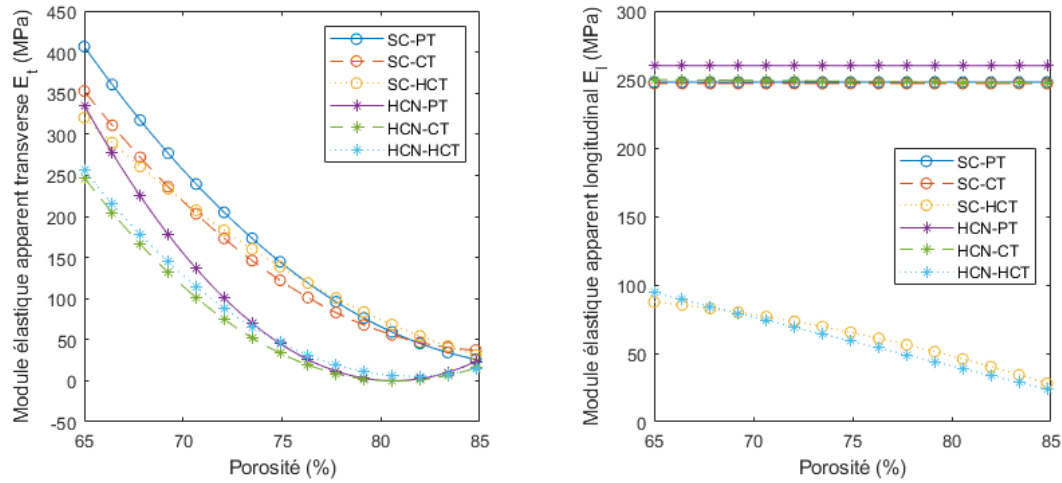 Module élastique apparent transverse E_t (MPa)
450
400
350
300
250
200
150
100
50
0
-50
65
70
75
80
85
Porosité (%)
SC-PT
SC-CT
SC-HCT
HCN-PT
HCN-CT
HCN-HCT
Module élastique apparent longitudinal E_l (MPa)
300
250
200
150
100
50
0
65
70
75
80
85
Porosité (%)
SC-PT
SC-CT
SC-HCT
HCN-PT
HCN-CT
HCN-HCT